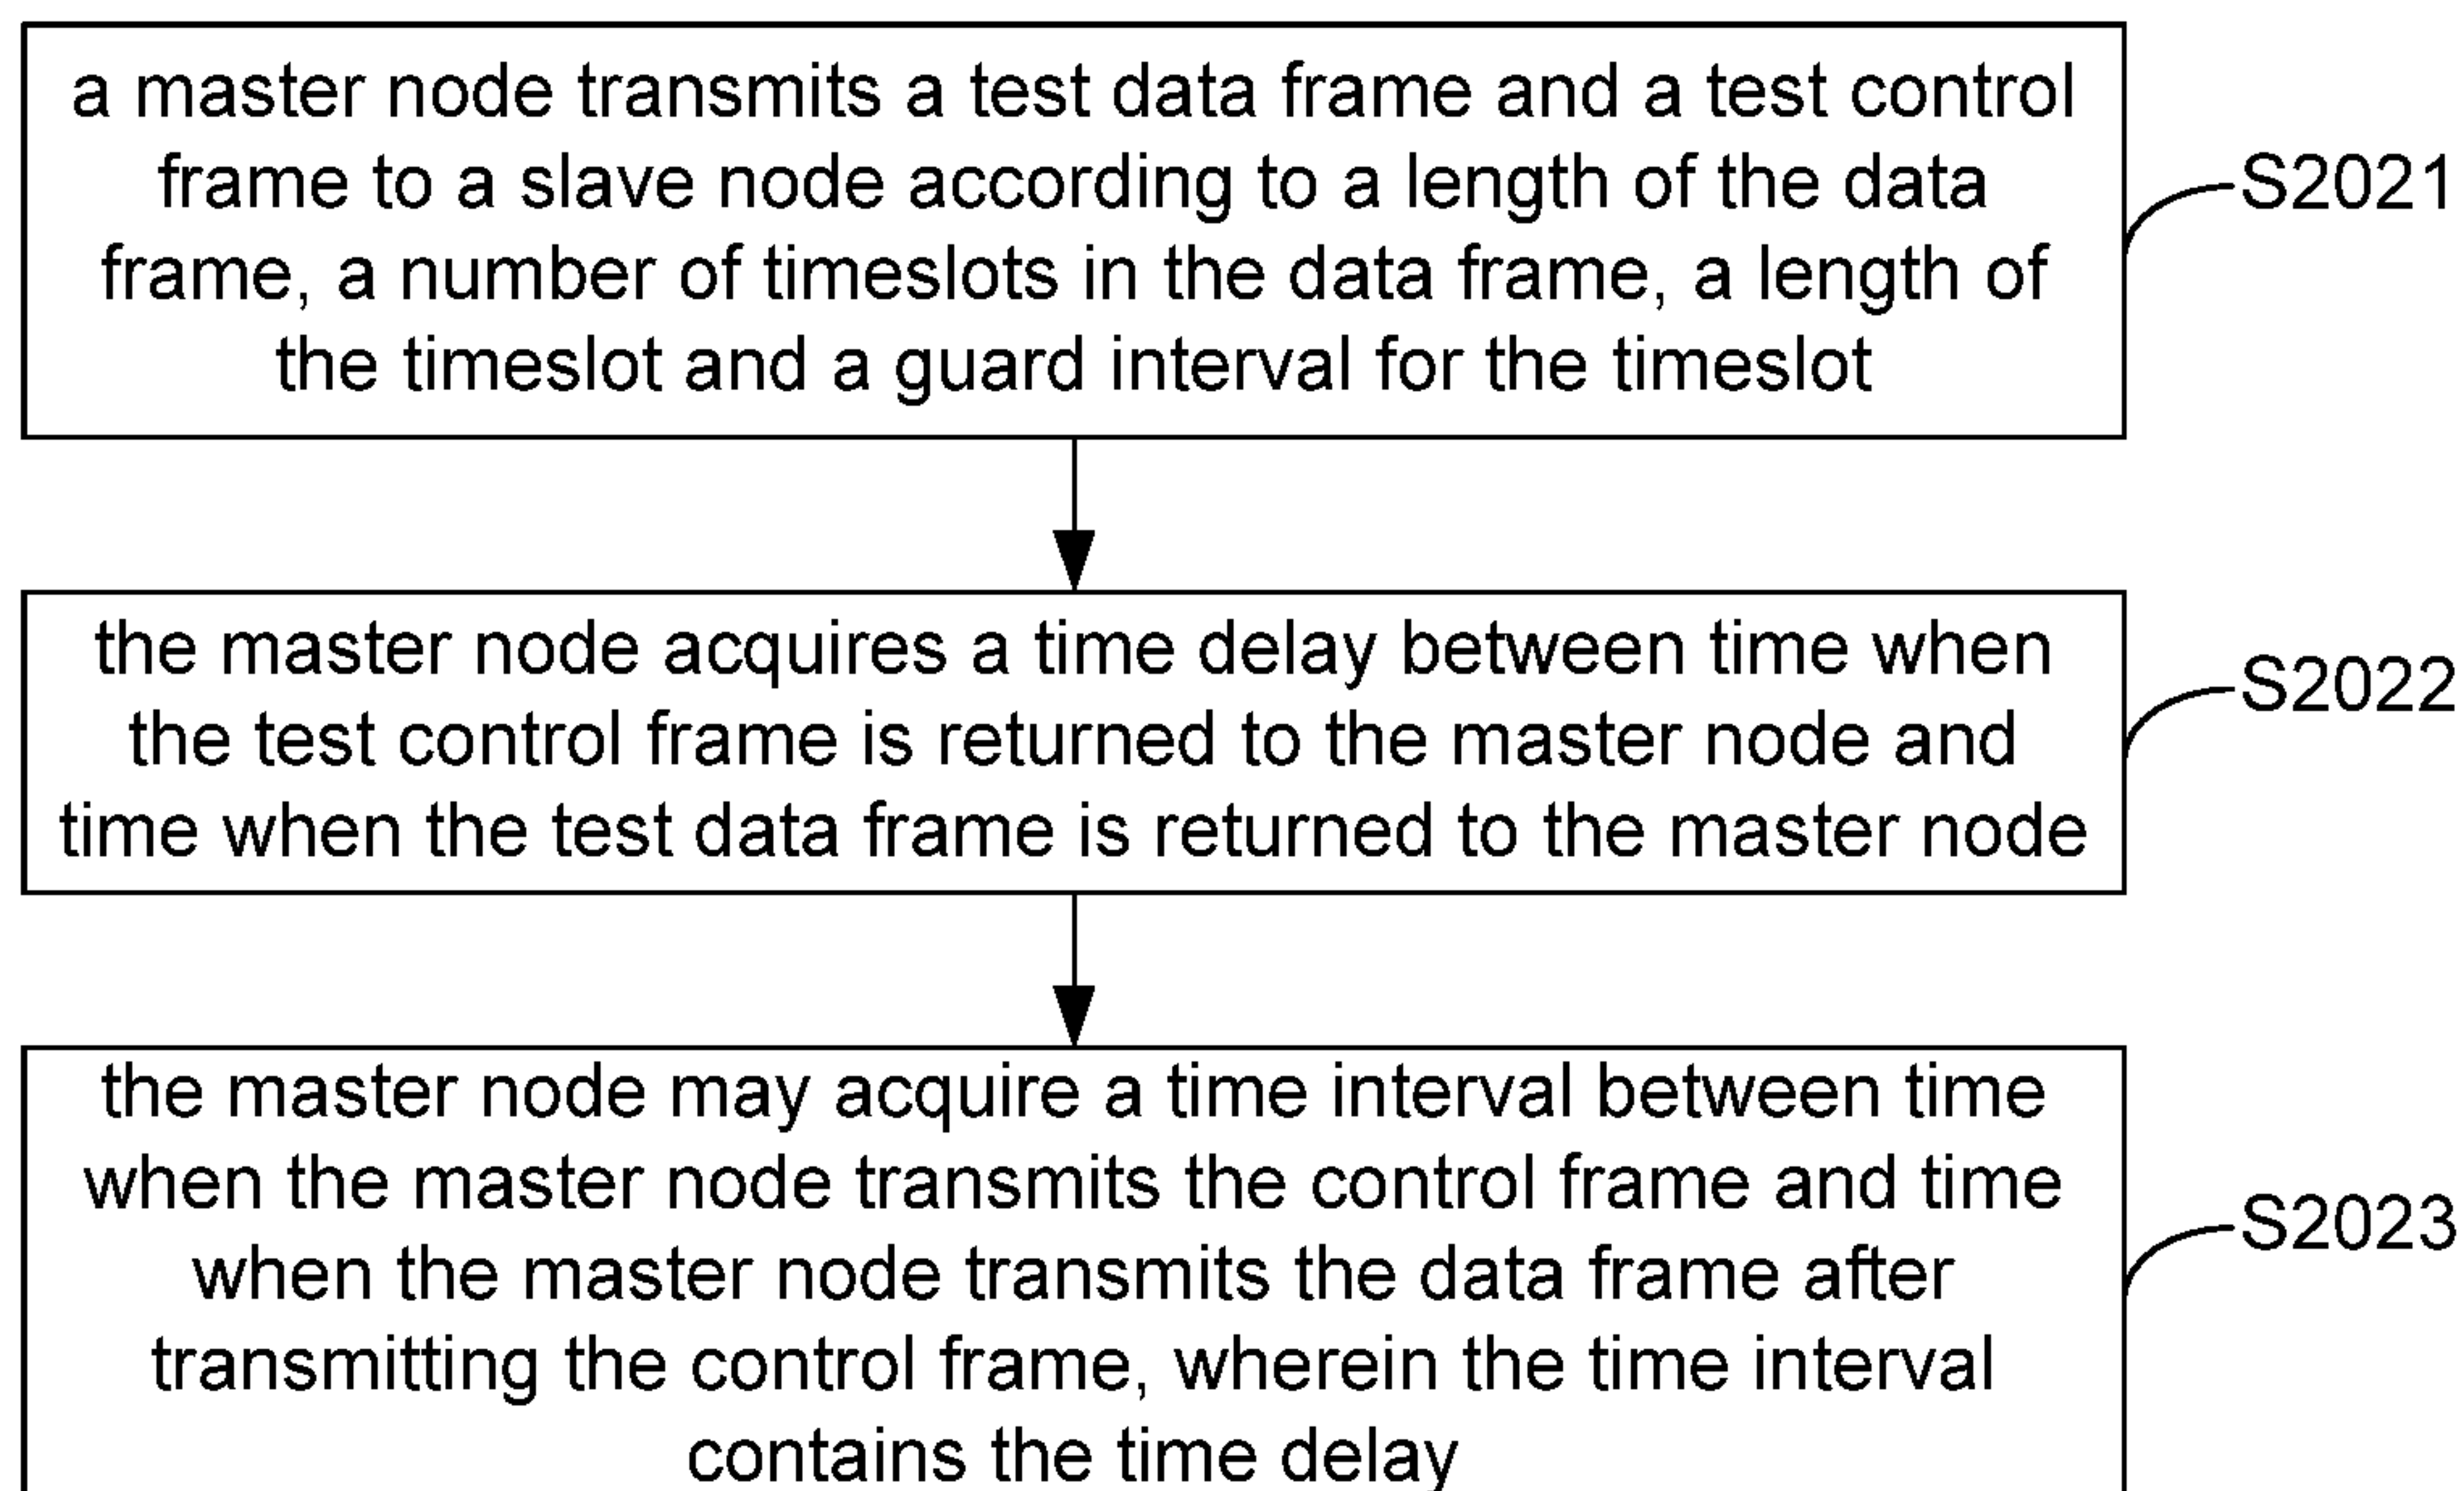 a master node transmits a test data frame and a test control
frame to a slave node according to a length of the data
frame, a number of timeslots in the data frame, a length of
the timeslot and a guard interval for the timeslot
S2021
the master node acquires a time delay between time when
the test control frame is returned to the master node and
time when the test data frame is returned to the master node
S2022
the master node may acquire a time interval between time
when the master node transmits the control frame and time
when the master node transmits the data frame after
transmitting the control frame, wherein the time interval
contains the time delay
S2023